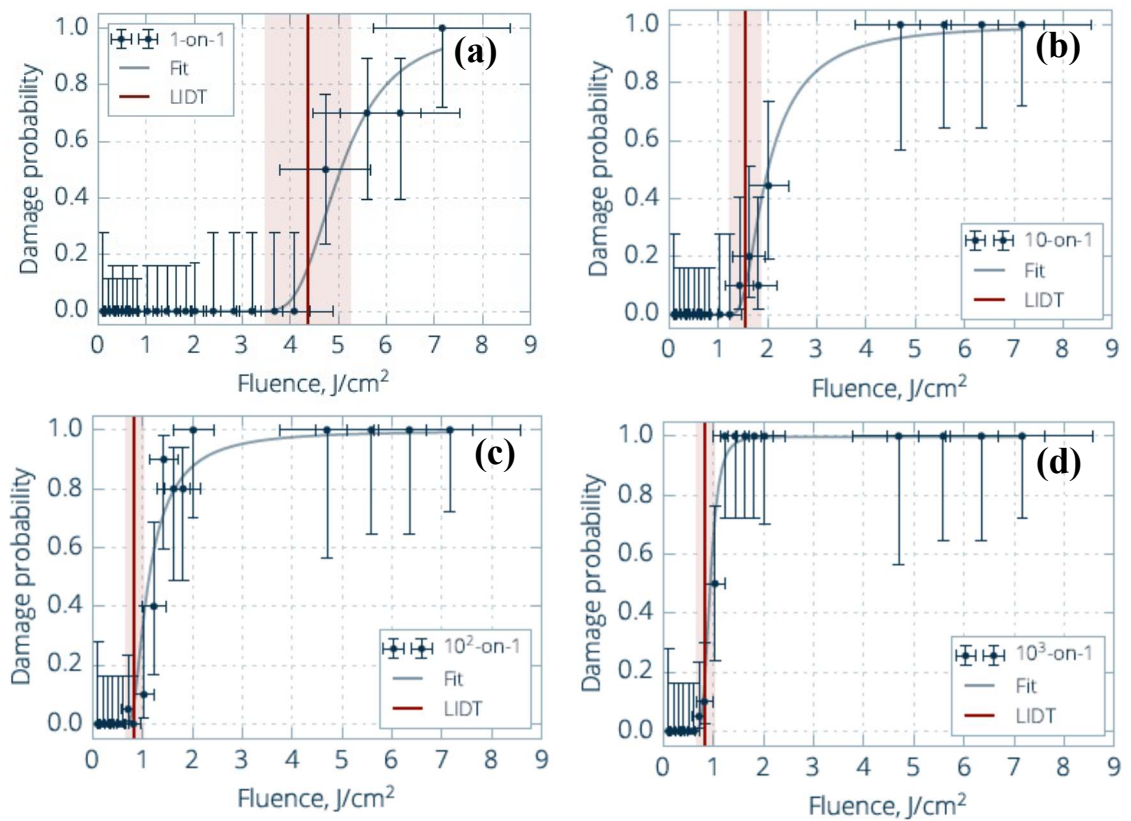 (a)
1-on-1
Fit
LIDT
Damage probability
1.0
0.8
0.6
0.4
0.2
0.0
0 1 2 3 4 5 6 7 8 9
Fluence, J/cm²
(b)
10-on-1
Fit
LIDT
Damage probability
1.0
0.8
0.6
0.4
0.2
0.0
0 1 2 3 4 5 6 7 8 9
Fluence, J/cm²
(c)
10²-on-1
Fit
LIDT
Damage probability
1.0
0.8
0.6
0.4
0.2
0.0
0 1 2 3 4 5 6 7 8 9
Fluence, J/cm²
(d)
10³-on-1
Fit
LIDT
Damage probability
1.0
0.8
0.6
0.4
0.2
0.0
0 1 2 3 4 5 6 7 8 9
Fluence, J/cm²